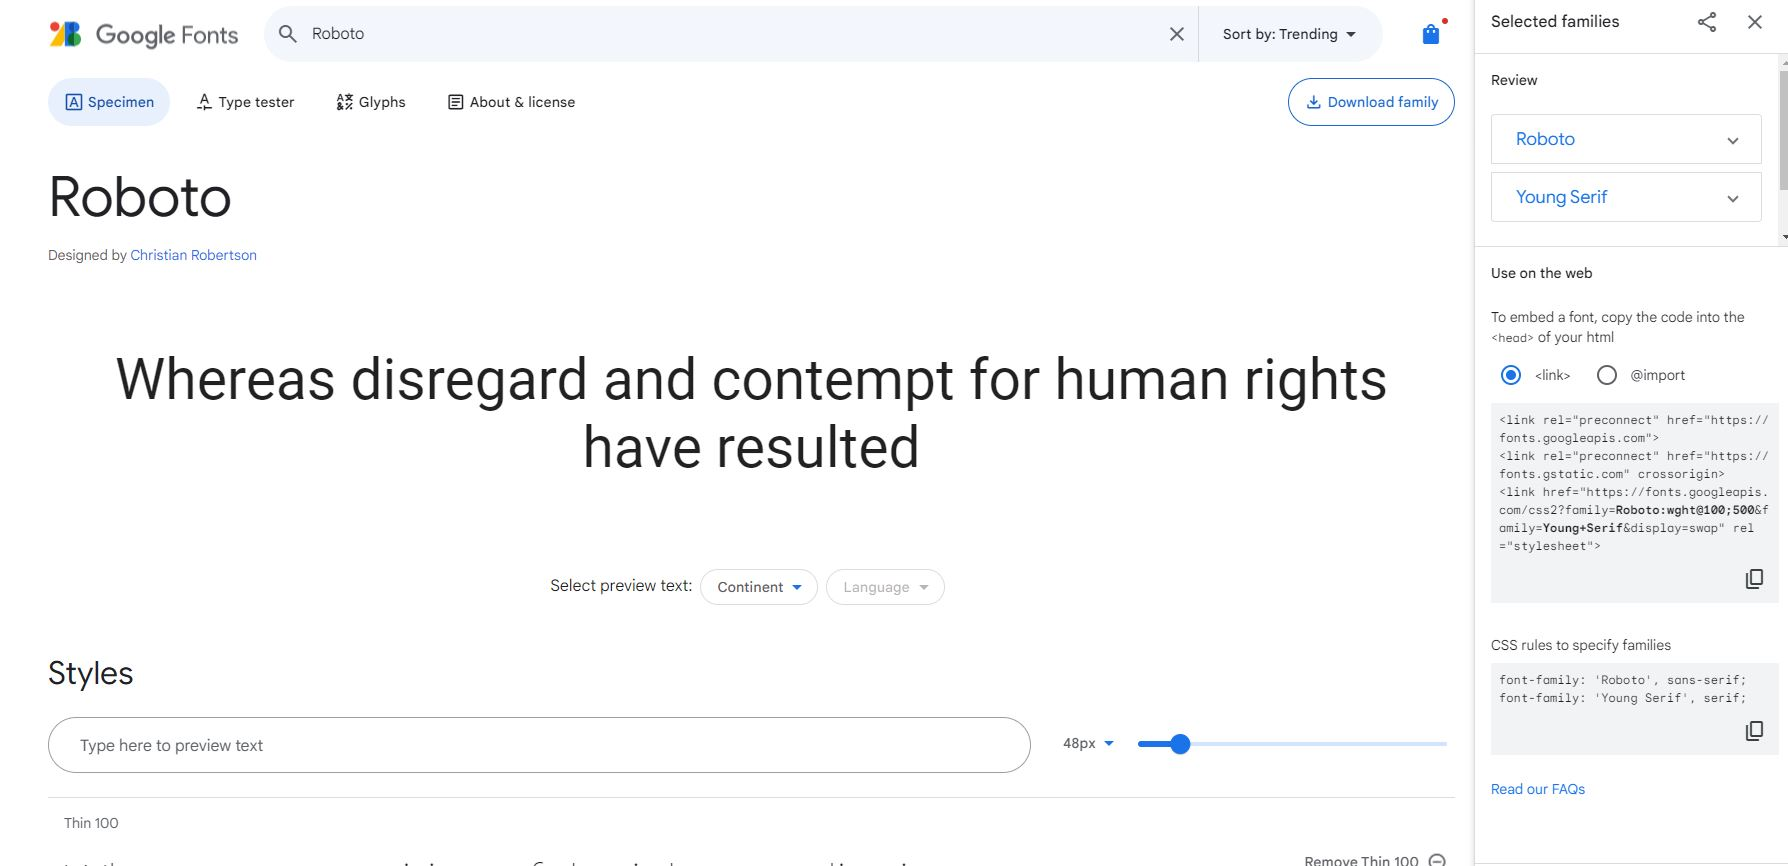 Google Fonts
Roboto
Sort by: Trending
Specimen
Type tester
Glyphs
About & license
Download family
Roboto
Designed by Christian Robertson
Whereas disregard and contempt for human rights
have resulted
Select preview text:
Continent
Language
Styles
Type here to preview text
48px
Thin 100
Remove Thin 100
Selected families
Review
Roboto
Young Serif
Use on the web
To embed a font, copy the code into the
<head> of your html
<link>
@import
<link rel="preconnect" href="https://
fonts.googleapis.com">
<link rel="preconnect" href="https://
fonts.gstatic.com" crossorigin>
<link href="https://fonts.googleapis.
com/css2?family=Roboto:wght@100;500&f
amily=Young+Serif&display=swap" rel
="stylesheet">
CSS rules to specify families
font-family: 'Roboto', sans-serif;
font-family: 'Young Serif', serif;
Read our FAQs